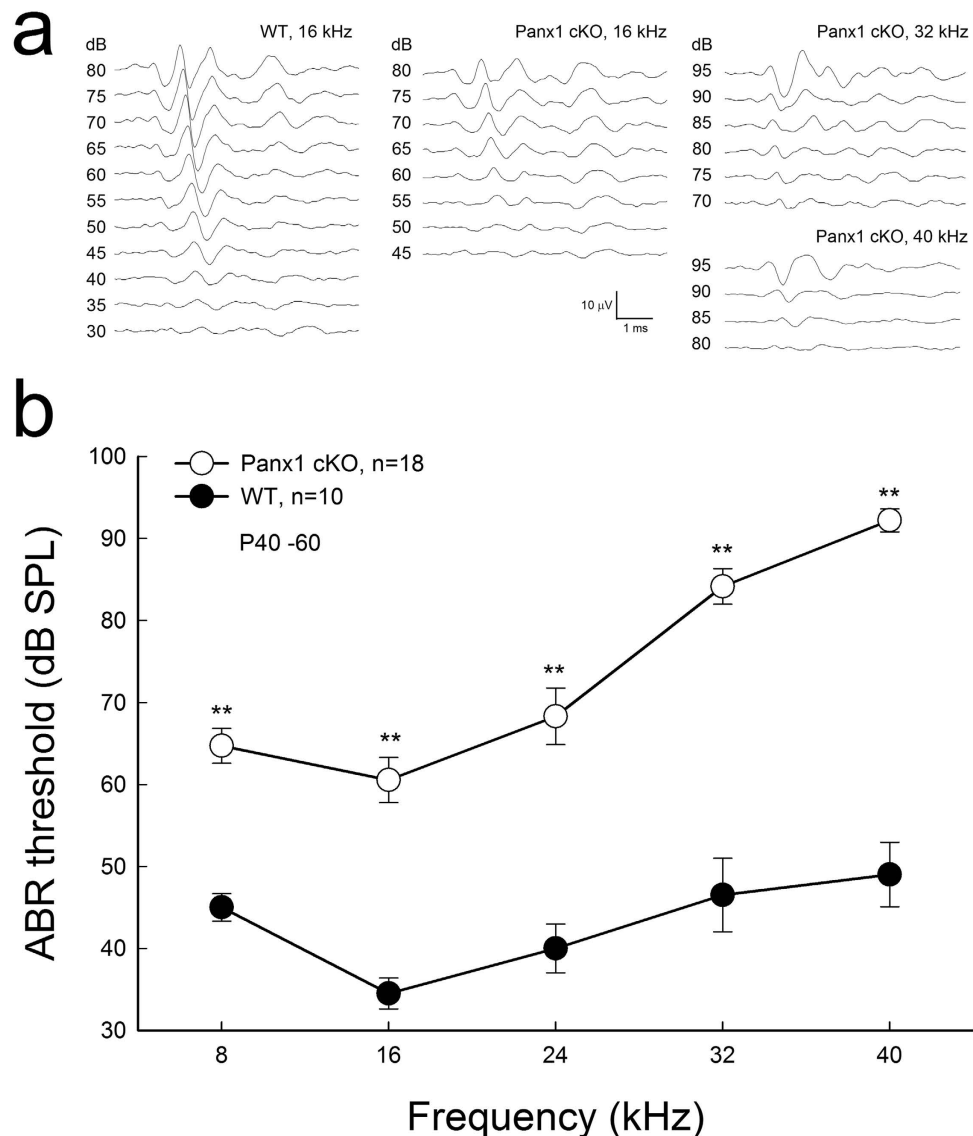 a
WT, 16 kHz
dB
80
75
70
65
60
55
50
45
40
35
30
Panx1 cKO, 16 kHz
80
75
70
65
60
55
50
45
10 μV
1 ms
Panx1 cKO, 32 kHz
dB
95
90
85
80
75
70
Panx1 cKO, 40 kHz
95
90
85
80
b
ABR threshold (dB SPL)
100
90
80
70
60
50
40
30
Panx1 cKO, n=18
WT, n=10
P40 -60
**
**
**
**
**
8 16 24 32 40
Frequency (kHz)